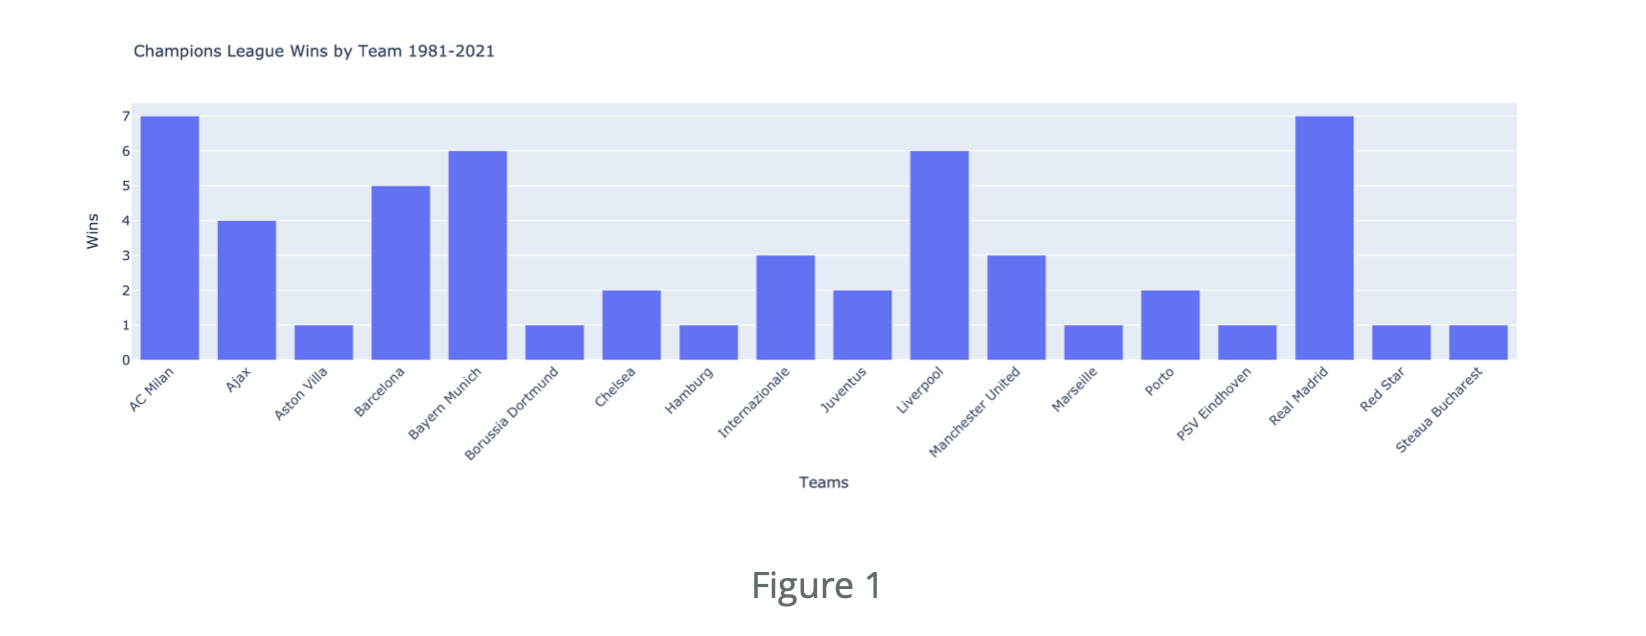 Champions League Wins by Team 1981-2021
7
6
5
4
3
2
1
0
Wins
AC Milan
Ajax
Aston Villa
Barcelona
Bayern Munich
Borussia Dortmund
Chelsea
Hamburg
Internazionale
Juventus
Liverpool
Manchester United
Marseille
Porto
PSV Eindhoven
Real Madrid
Red Star
Steaua Bucharest
Teams
Figure 1